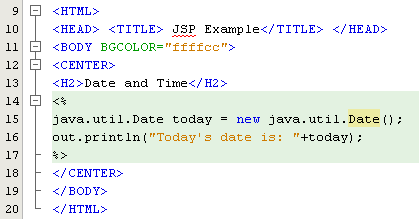 9 <HTML>
10 <HEAD> <TITLE> JSP Example</TITLE> </HEAD>
11 <BODY BGCOLOR="ffffcc">
12 <CENTER>
13 <H2>Date and Time</H2>
14 <%
15 java.util.Date today = new java.util.Date();
16 out.println("Today's date is: "+today);
17 %>
18 </CENTER>
19 </BODY>
20 </HTML>